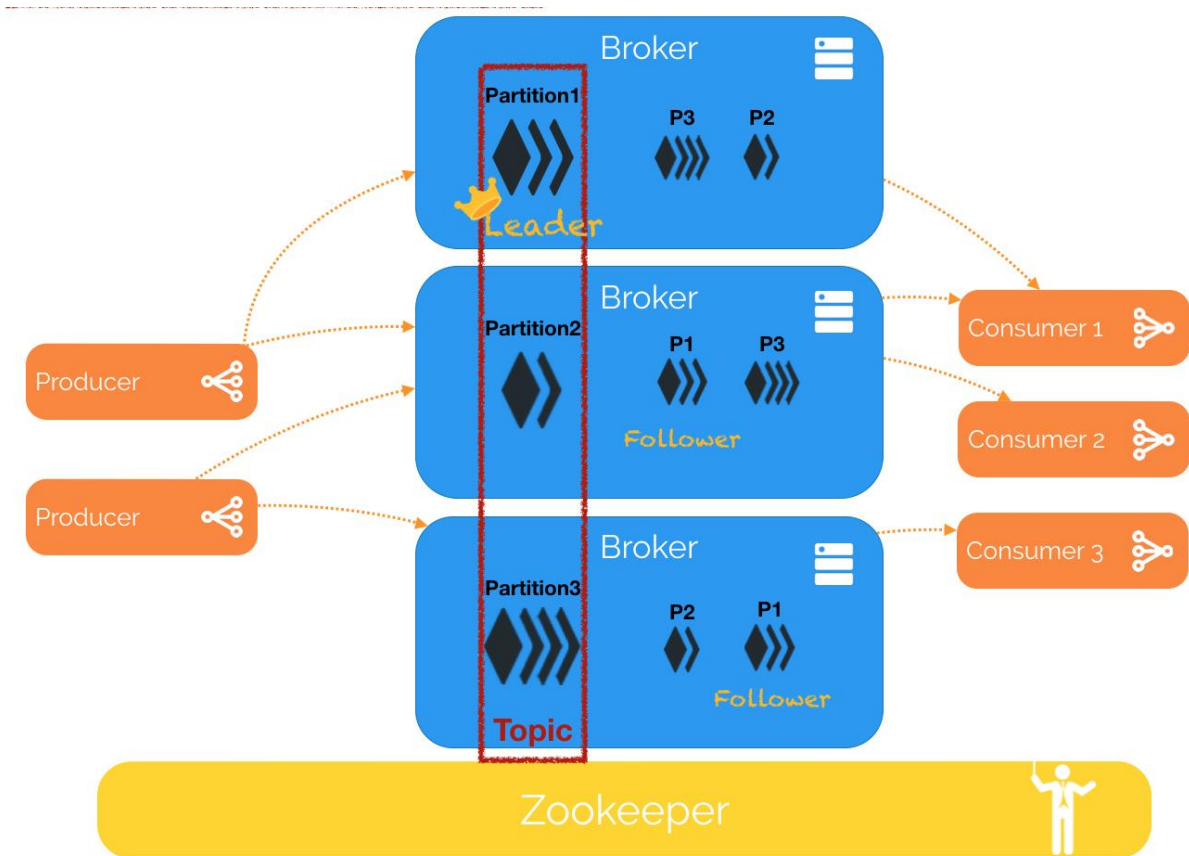 Broker
Partition1
P3 P2
Leader
Broker
Partition2
P1 P3
Follower
Broker
Partition3
P2 P1
Follower
Topic
Producer
Producer
Consumer 1
Consumer 2
Consumer 3
Zookeeper